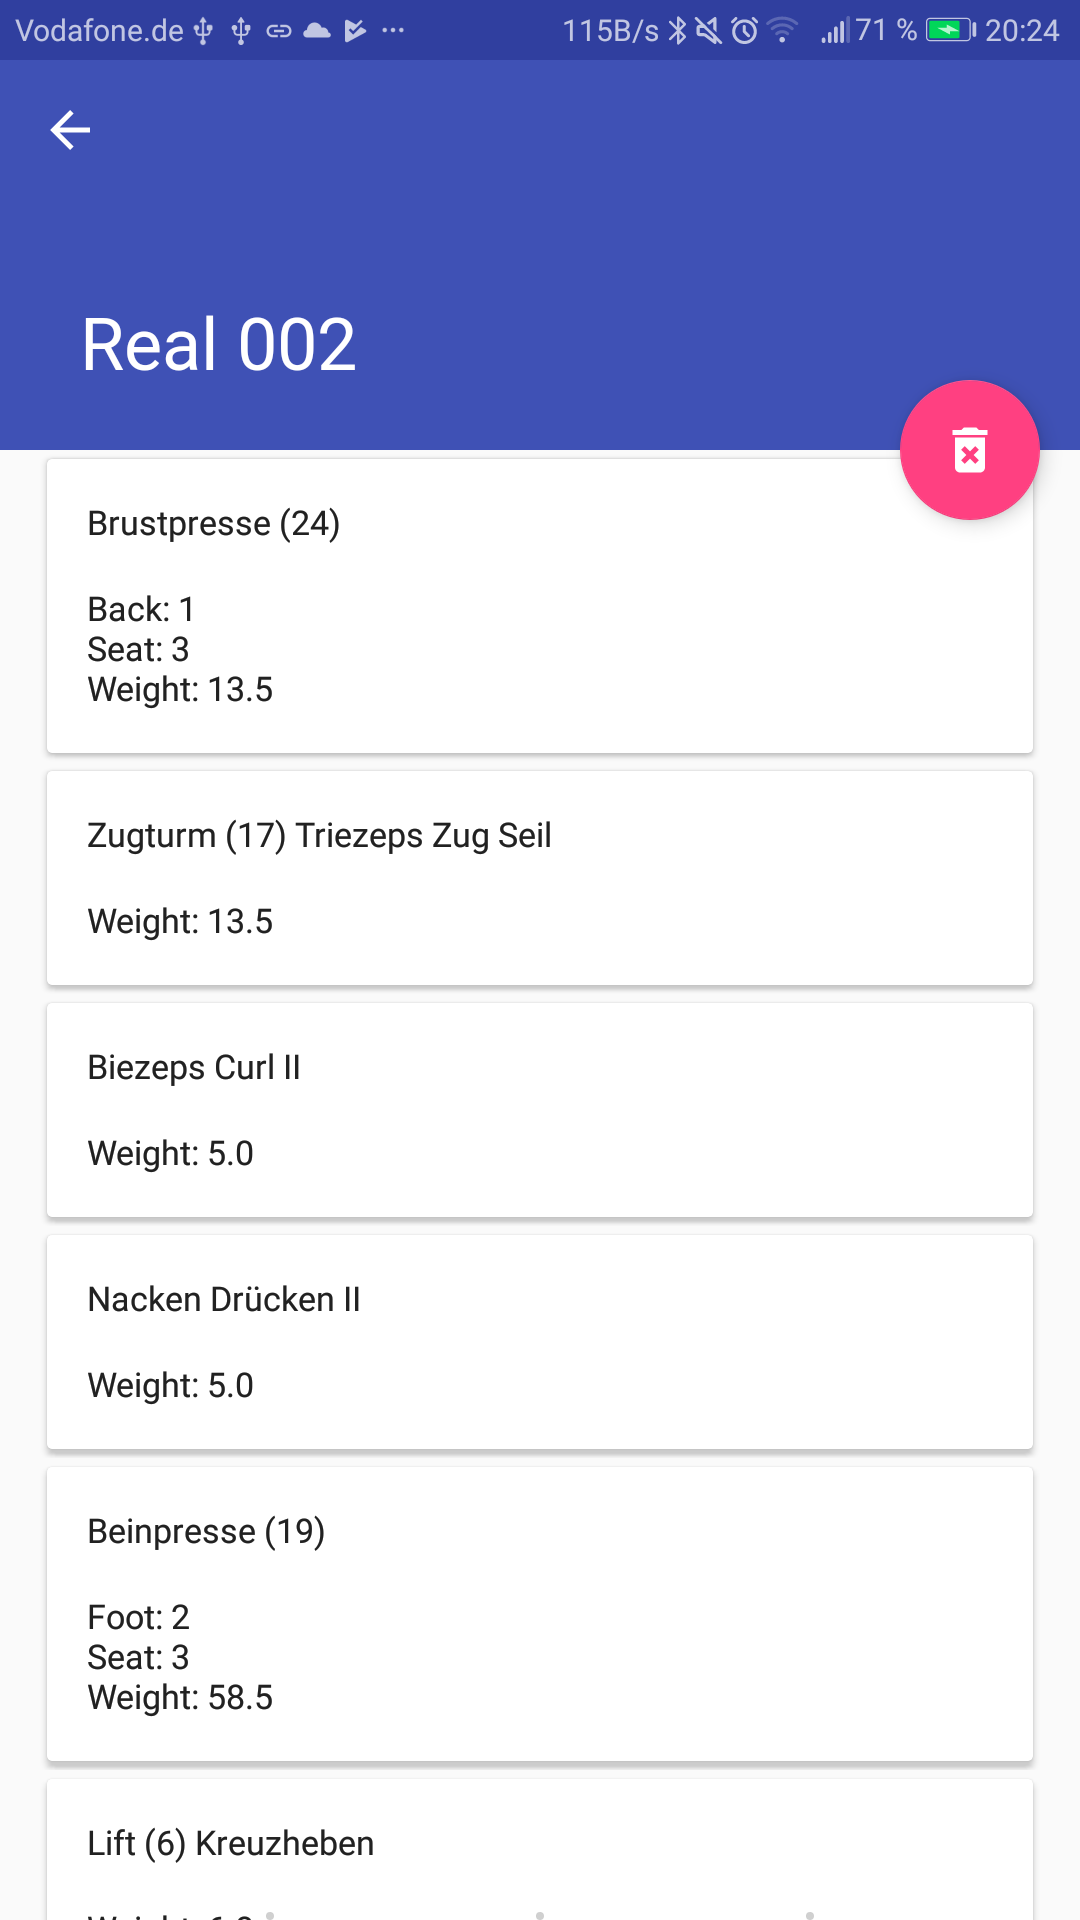 Vodafone.de 115B/s 71 % 20:24
Real 002
Brustpresse (24)
Back: 1
Seat: 3
Weight: 13.5
Zugturm (17) Triezeps Zug Seil
Weight: 13.5
Biezeps Curl II
Weight: 5.0
Nacken Drücken II
Weight: 5.0
Beinpresse (19)
Foot: 2
Seat: 3
Weight: 58.5
Lift (6) Kreuzheben